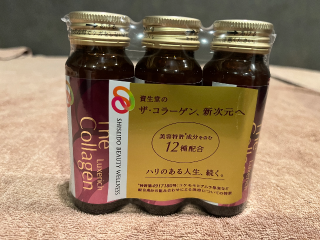 The
Luxerich
Collagen
SHISEIDO BEAUTY WELLNESS
資生堂の
ザ・コラーゲン、新次元へ
美容特許*成分を含む
12種配合
ハリのある人生、続く。